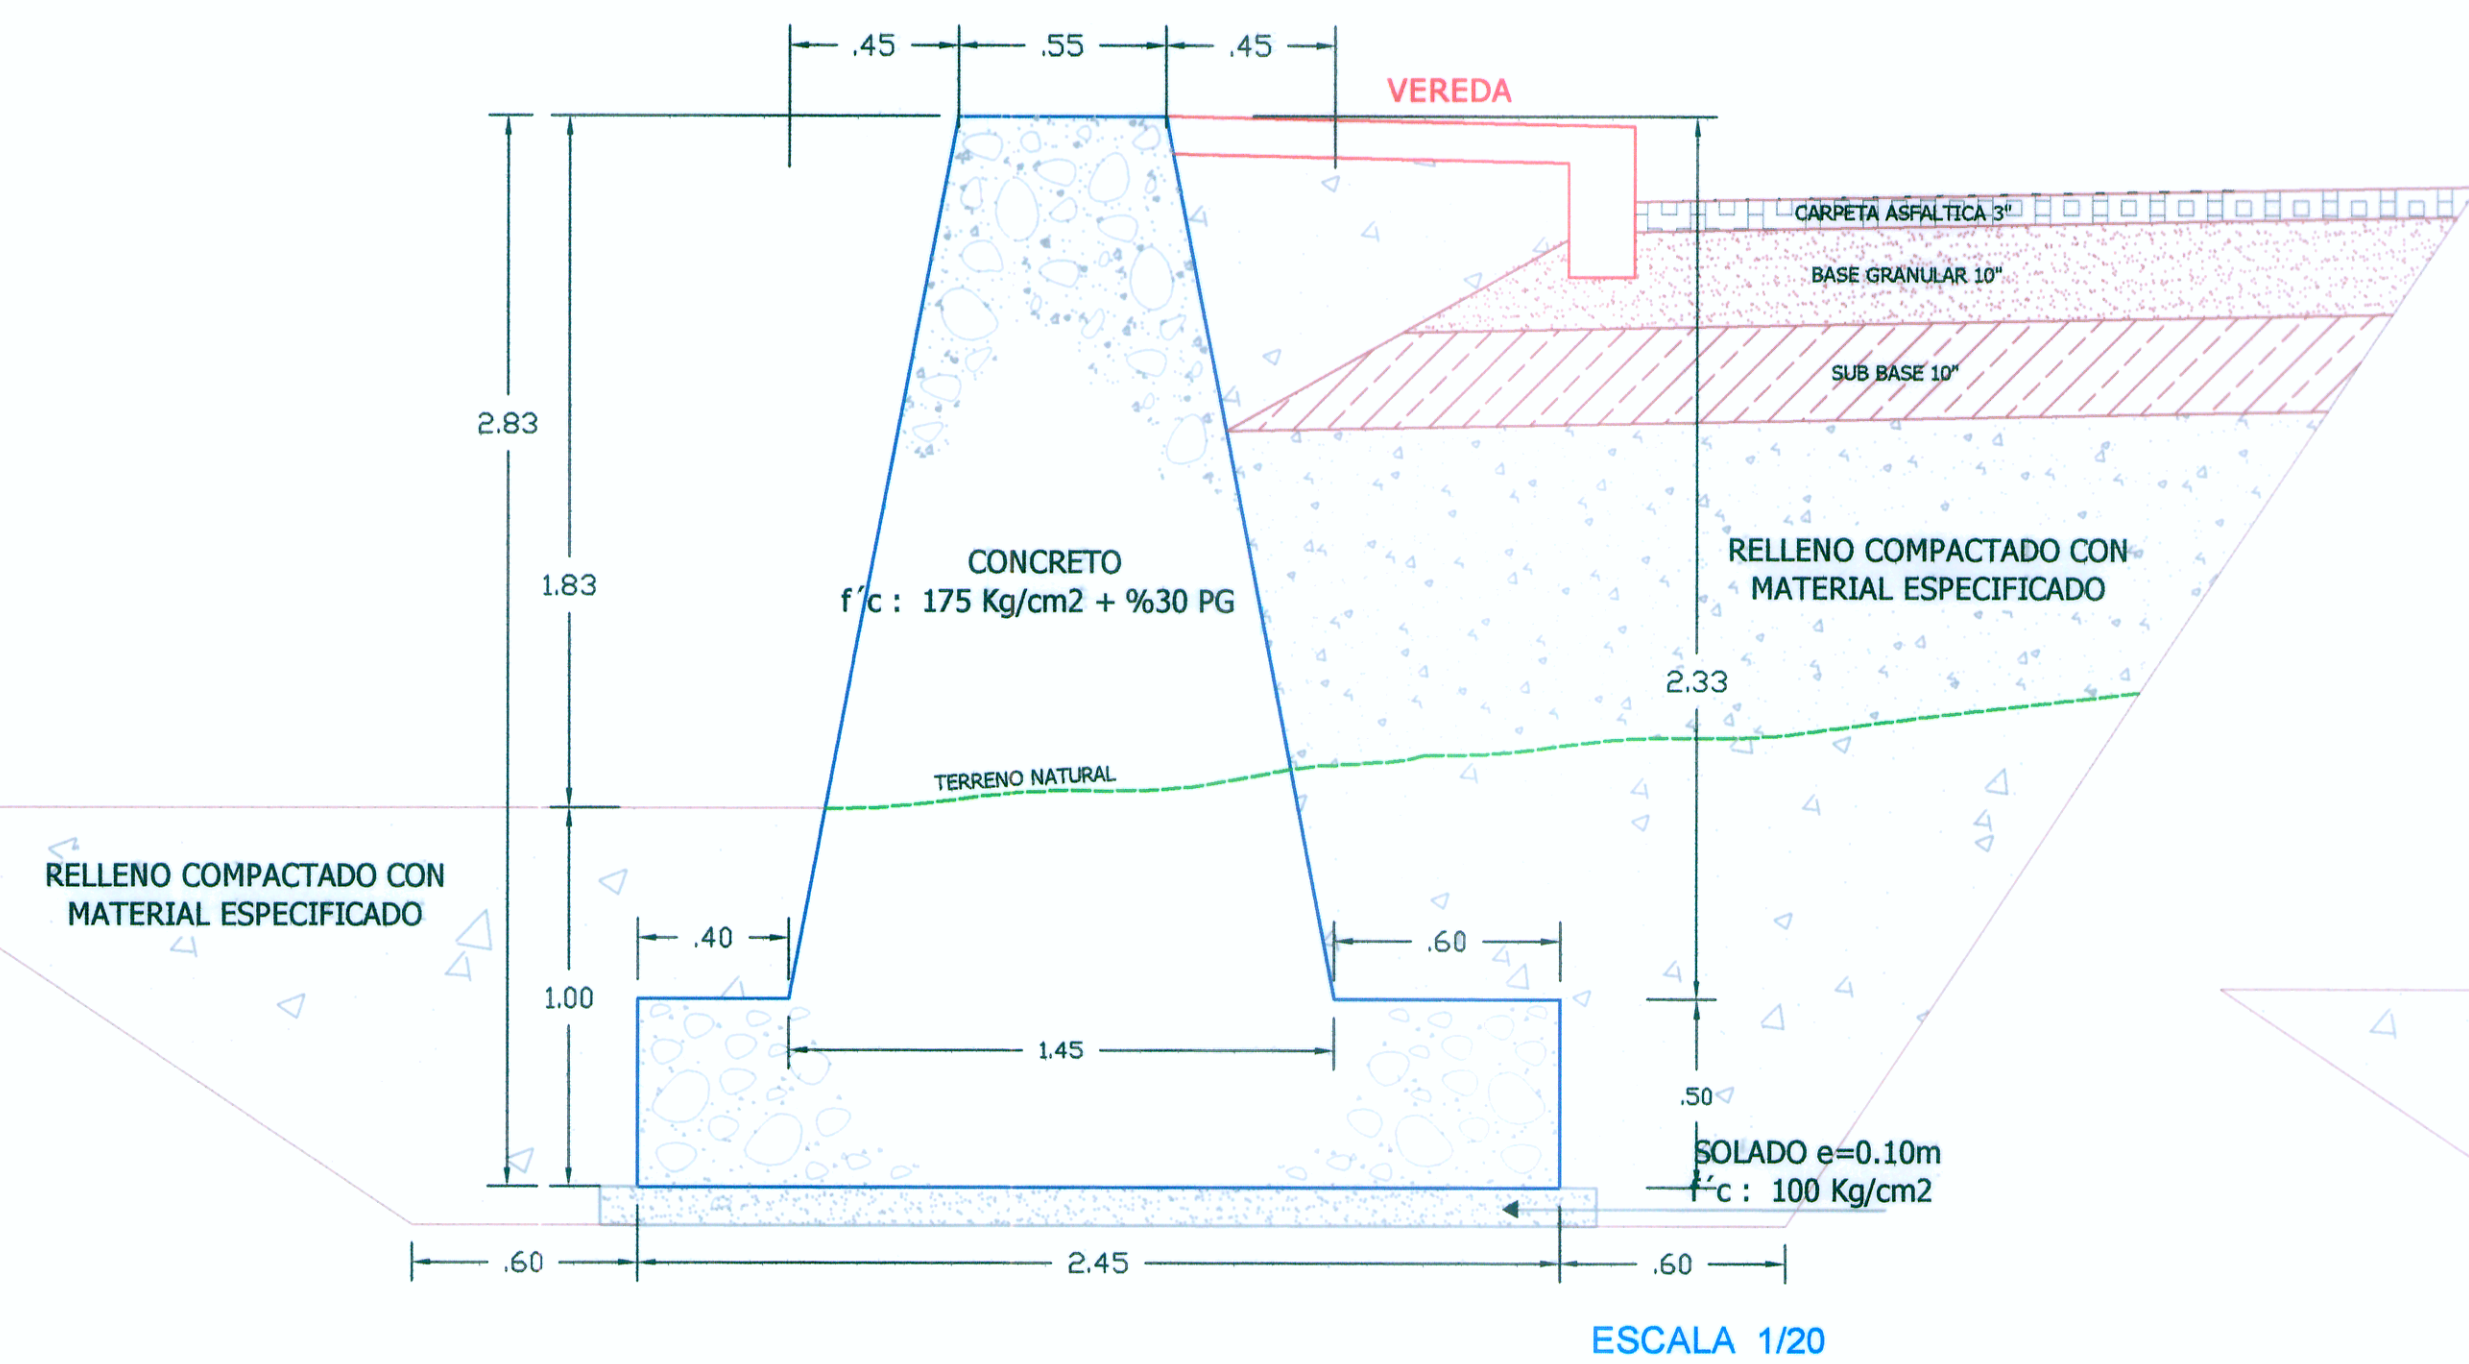 .45
.55
.45
VEREDA
CARPETA ASFALTICA 3"
BASE GRANULAR 10"
SUB BASE 10"
2.83
1.83
CONCRETO
f´c : 175 Kg/cm2 + %30 PG
RELLENO COMPACTADO CON
MATERIAL ESPECIFICADO
2.33
TERRENO NATURAL
RELLENO COMPACTADO CON
MATERIAL ESPECIFICADO
.40
.60
1.00
1.45
.50
SOLADO e=0.10m
f´c : 100 Kg/cm2
.60
2.45
.60
ESCALA 1/20